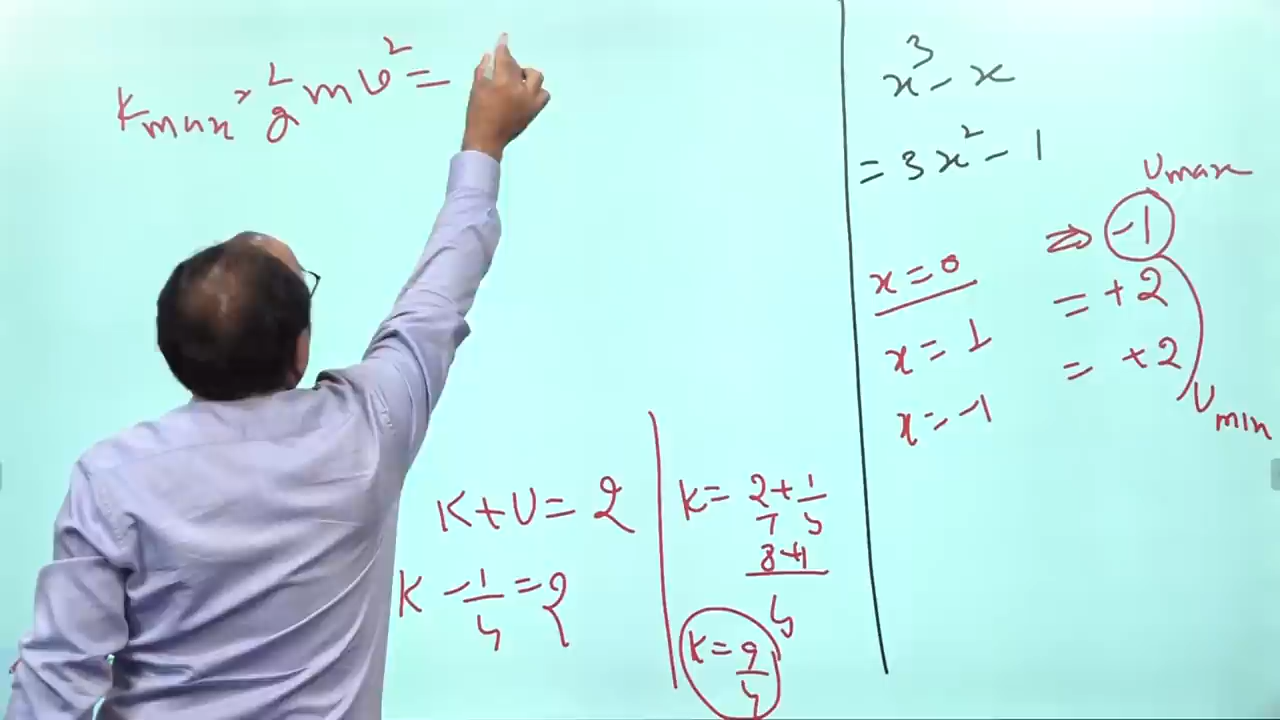 Kmax = 1/2 mv² =
K+U = 2
K - 1/4 = 2
K = 2/1 + 1/4
8+1
4
K = 9/4
x³ - x
= 3x² - 1
Umax
x = 0 ⇒ -1
x = 1 = +2
x = -1 = +2
Umin